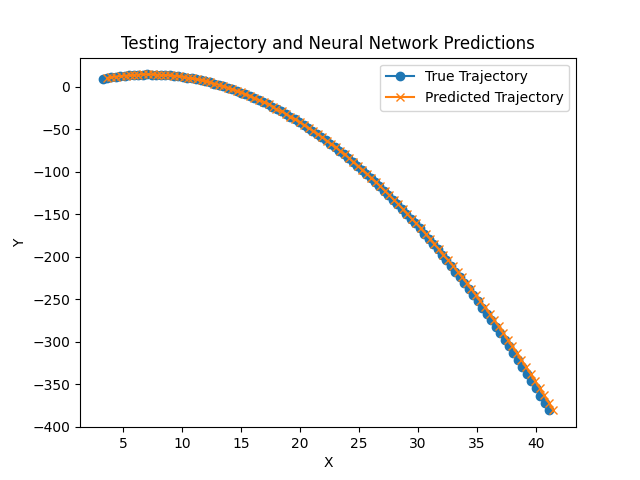 Testing Trajectory and Neural Network Predictions
True Trajectory
Predicted Trajectory
Y
0
−50
−100
−150
−200
−250
−300
−350
−400
5 10 15 20 25 30 35 40
X